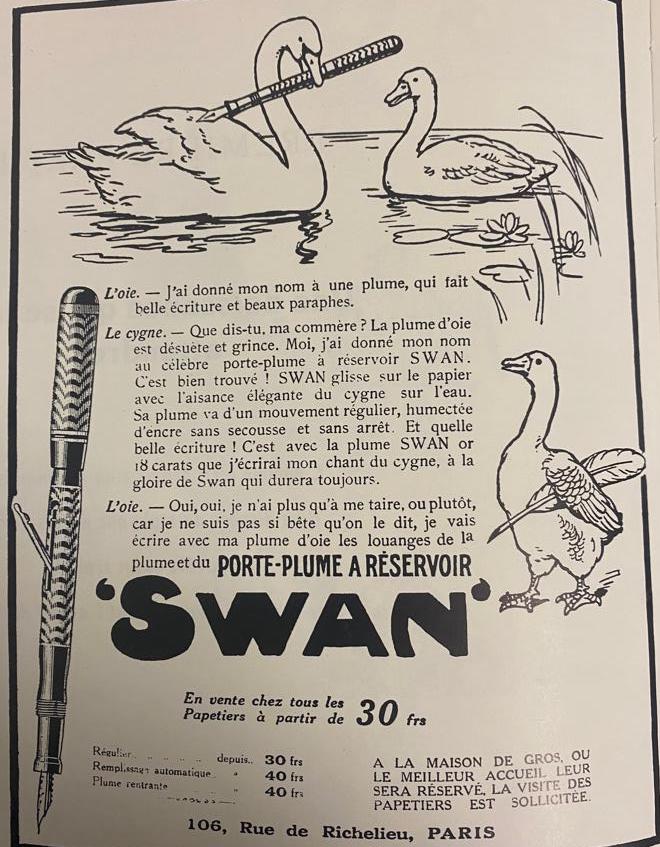 L'oie. — J'ai donné mon nom à une plume, qui fait
belle écriture et beaux paraphes.
Le cygne. — Que dis-tu, ma commère ? La plume d'oie
est désuète et grince. Moi, j'ai donné mon nom
au célèbre porte-plume à réservoir SWAN.
C'est bien trouvé ! SWAN glisse sur le papier
avec l'aisance élégante du cygne sur l'eau.
Sa plume va d'un mouvement régulier, humectée
d'encre sans secousse et sans arrêt. Et quelle
belle écriture ! C'est avec la plume SWAN or
18 carats que j'écrirai mon chant du cygne, à la
gloire de Swan qui durera toujours.
L'oie. — Oui, oui, je n'ai plus qu'à me taire, ou plutôt,
car je ne suis pas si bête qu'on le dit, je vais
écrire avec ma plume d'oie les louanges de la
plume et du PORTE-PLUME A RÉSERVOIR
'SWAN'
En vente chez tous les
Papetiers à partir de 30 frs
Régulier . . . . . depuis.. 30 frs
Remplissage automatique.. " 40 frs
Plume rentrante " 40 frs
A LA MAISON DE GROS, OU
LE MEILLEUR ACCUEIL LEUR
SERA RÉSERVÉ, LA VISITE DES
PAPETIERS EST SOLLICITÉE.
106, Rue de Richelieu, PARIS